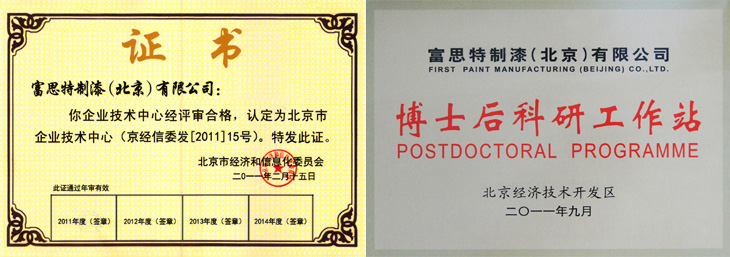 证书
富思特制漆(北京)有限公司:
你企业技术中心经评审合格,认定为北京市
企业技术中心(京经信委发[2011]15号)。特发此证。
北京市经济和信息化委员会
二〇一一年二月十五日
此证通过年审有效
2011年度(签章) 2012年度(签章) 2013年度(签章) 2014年度(签章)
富思特制漆(北京)有限公司
FIRST PAINT MANUFACTURING (BEIJING) CO.,LTD.
博士后科研工作站
POSTDOCTORAL PROGRAMME
北京经济技术开发区
二〇一一年九月